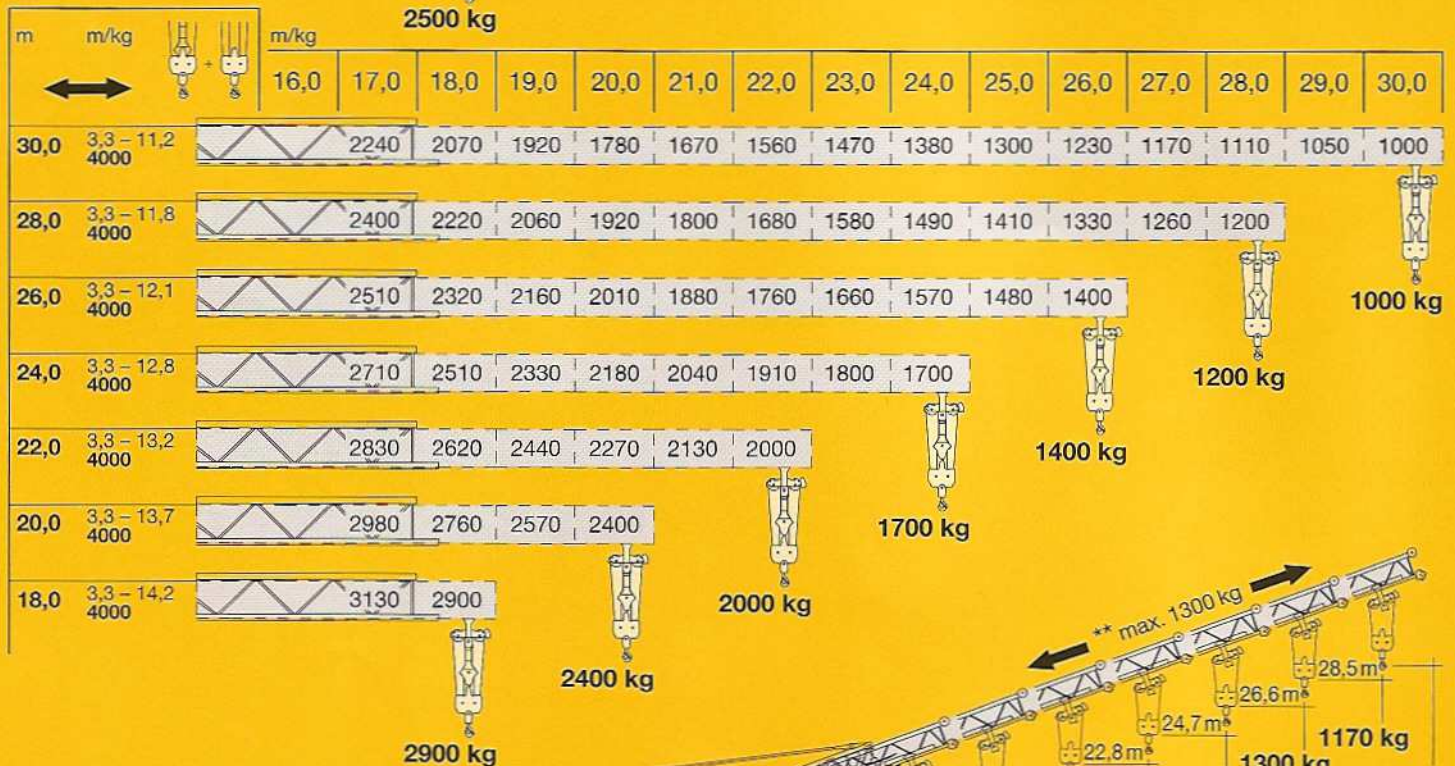 2500 kg
m m/kg + m/kg
16,0 17,0 18,0 19,0 20,0 21,0 22,0 23,0 24,0 25,0 26,0 27,0 28,0 29,0 30,0
30,0 3,3 – 11,2 4000 2240 2070 1920 1780 1670 1560 1470 1380 1300 1230 1170 1110 1050 1000
28,0 3,3 – 11,8 4000 2400 2220 2060 1920 1800 1680 1580 1490 1410 1330 1260 1200
1000 kg
26,0 3,3 – 12,1 4000 2510 2320 2160 2010 1880 1760 1660 1570 1480 1400
1200 kg
24,0 3,3 – 12,8 4000 2710 2510 2330 2180 2040 1910 1800 1700
1400 kg
22,0 3,3 – 13,2 4000 2830 2620 2440 2270 2130 2000
1700 kg
20,0 3,3 – 13,7 4000 2980 2760 2570 2400
2000 kg
18,0 3,3 – 14,2 4000 3130 2900
2400 kg
2900 kg
** max. 1300 kg
28,5 m
26,6 m
24,7 m
22,8 m
1170 kg
1300 kg